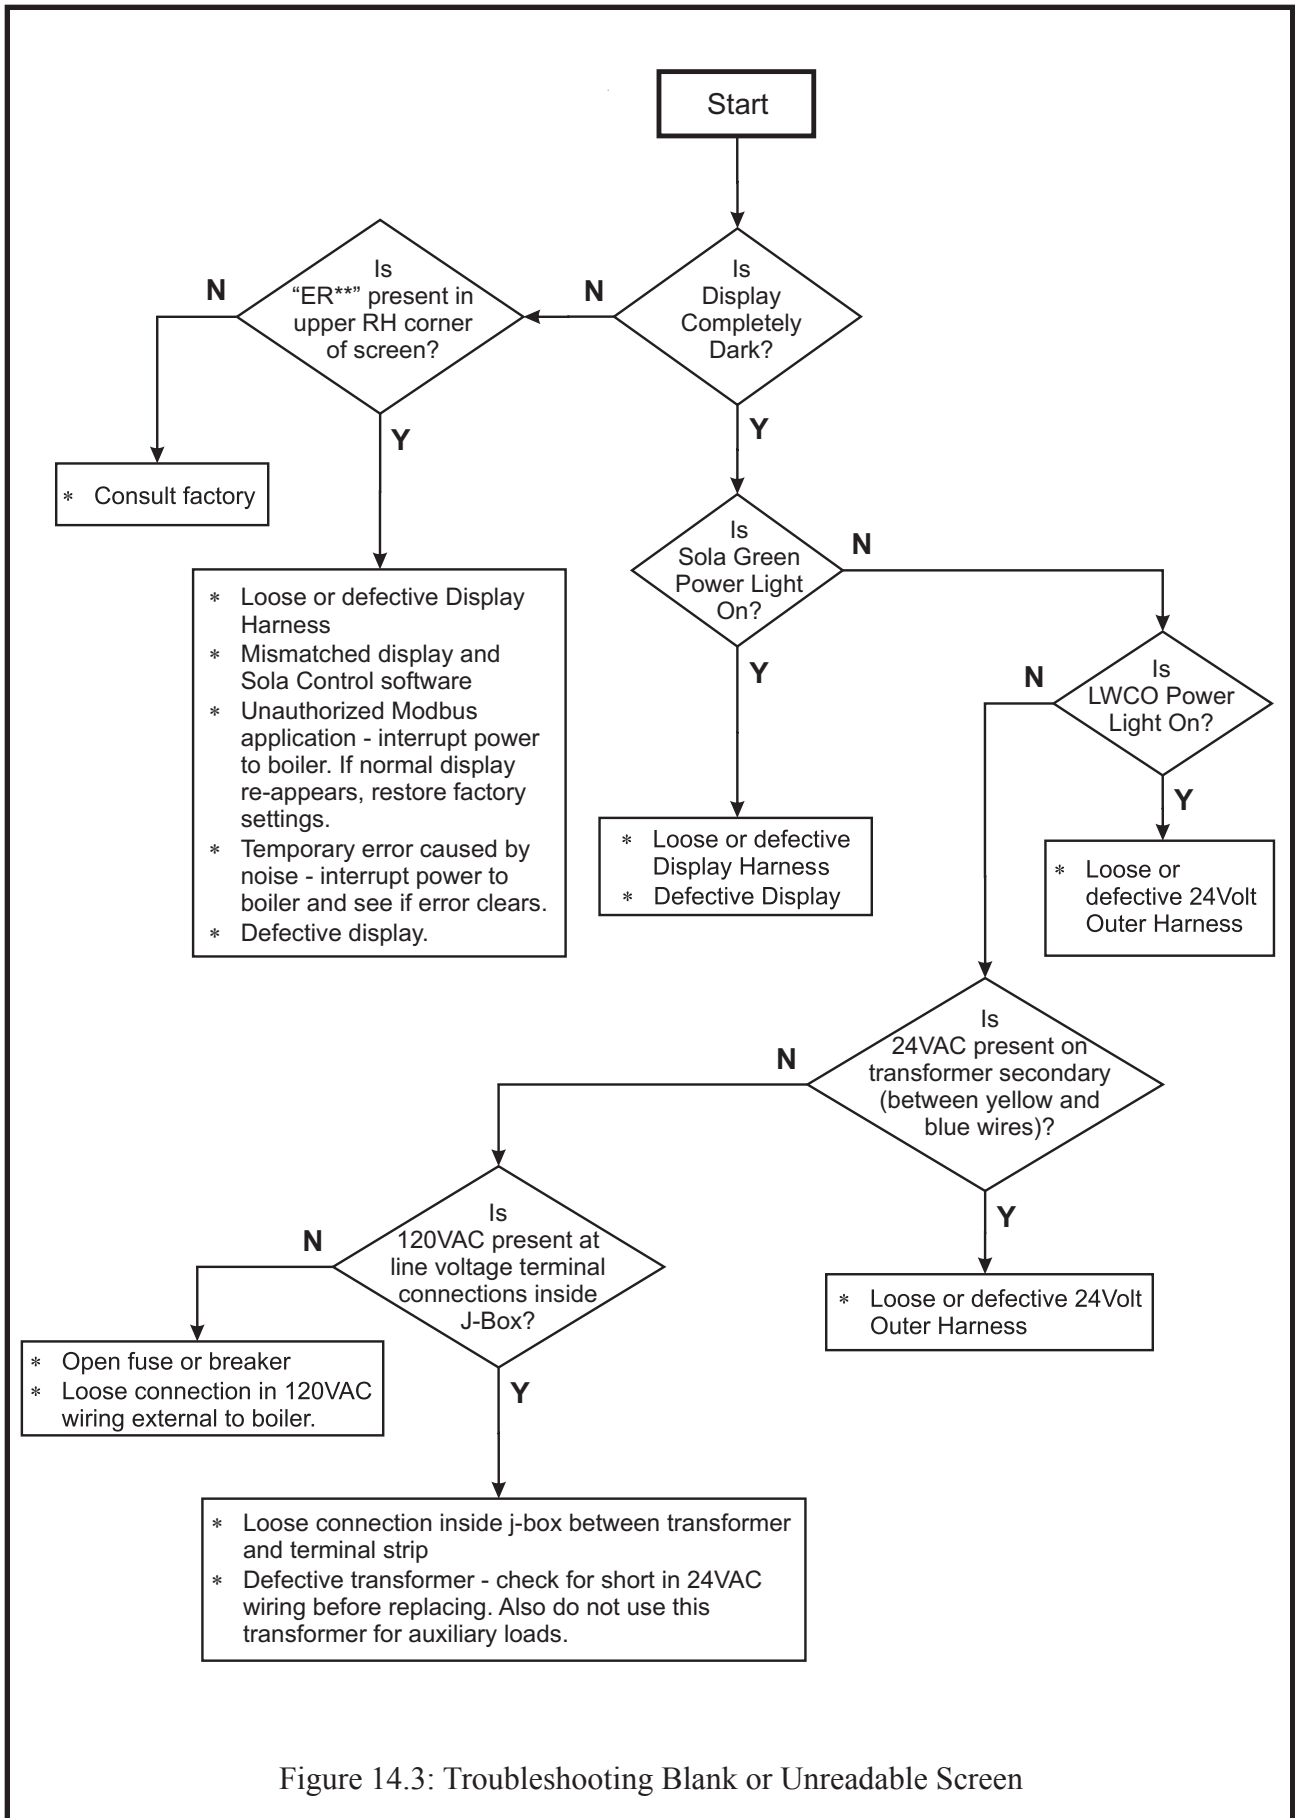 Start
Is
Display
Completely
Dark?
N
Y
Is
“ER**” present in
upper RH corner
of screen?
N
Y
* Consult factory
* Loose or defective Display
Harness
* Mismatched display and
Sola Control software
* Unauthorized Modbus
application - interrupt power
to boiler. If normal display
re-appears, restore factory
settings.
* Temporary error caused by
noise - interrupt power to
boiler and see if error clears.
* Defective display.
Is
Sola Green
Power Light
On?
N
Y
* Loose or defective
Display Harness
* Defective Display
Is
LWCO Power
Light On?
N
Y
* Loose or
defective 24Volt
Outer Harness
Is
24VAC present on
transformer secondary
(between yellow and
blue wires)?
N
Y
* Loose or defective 24Volt
Outer Harness
Is
120VAC present at
line voltage terminal
connections inside
J-Box?
N
Y
* Open fuse or breaker
* Loose connection in 120VAC
wiring external to boiler.
* Loose connection inside j-box between transformer
and terminal strip
* Defective transformer - check for short in 24VAC
wiring before replacing. Also do not use this
transformer for auxiliary loads.
Figure 14.3: Troubleshooting Blank or Unreadable Screen